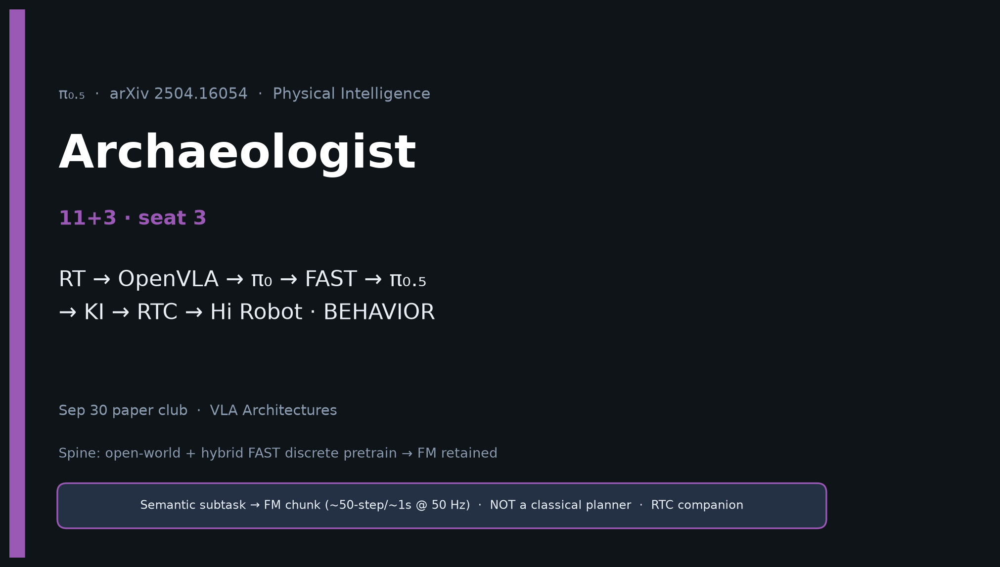 π₀.₅ · arXiv 2504.16054 · Physical Intelligence
Archaeologist
11+3 · seat 3
RT → OpenVLA → π₀ → FAST → π₀.₅
→ KI → RTC → Hi Robot · BEHAVIOR
Sep 30 paper club · VLA Architectures
Spine: open-world + hybrid FAST discrete pretrain → FM retained
Semantic subtask → FM chunk (~50-step/~1s @ 50 Hz) · NOT a classical planner · RTC companion